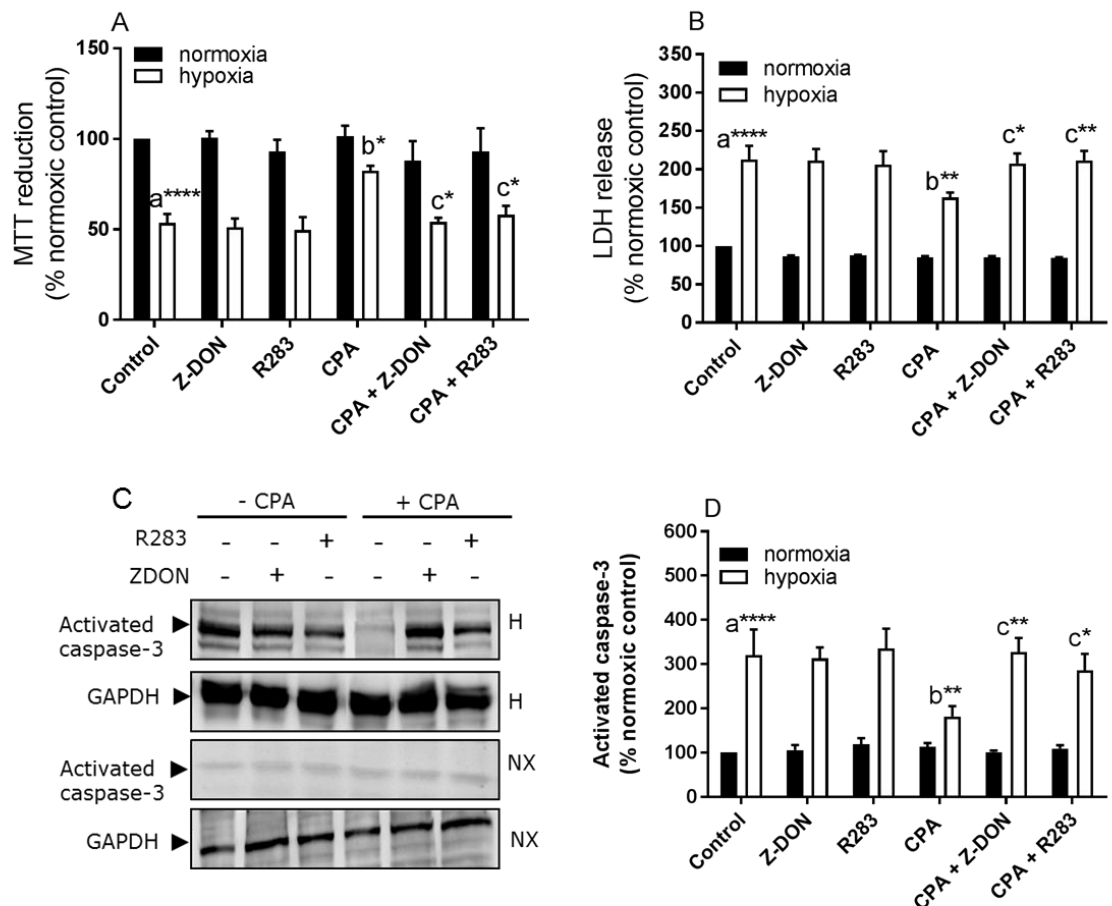 A
MTT reduction
(% normoxic control)
150
100
50
0
normoxia
hypoxia
a****
b*
c*
c*
Control
Z-DON
R283
CPA
CPA + Z-DON
CPA + R283
B
LDH release
(% normoxic control)
350
300
250
200
150
100
50
0
normoxia
hypoxia
a****
b**
c*
c**
Control
Z-DON
R283
CPA
CPA + Z-DON
CPA + R283
C
- CPA + CPA
R283 - - + - - +
ZDON - + - - + -
Activated
caspase-3
H
GAPDH
H
Activated
caspase-3
NX
GAPDH
NX
D
Activated caspase-3
(% normoxic control)
600
500
400
300
200
100
0
normoxia
hypoxia
a****
b**
c**
c*
Control
Z-DON
R283
CPA
CPA + Z-DON
CPA + R283